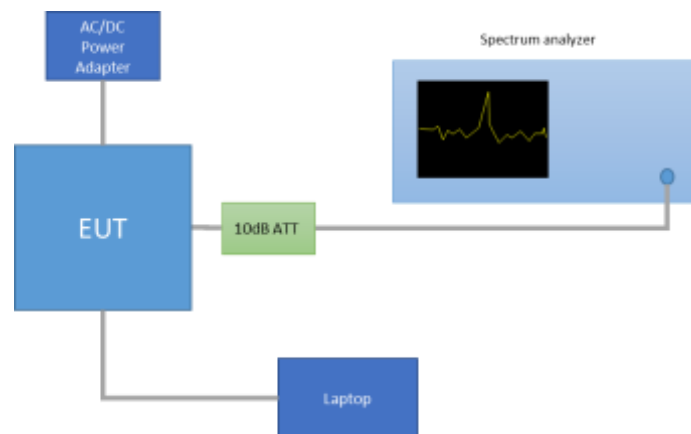 AC/DC
Power
Adapter
Spectrum analyzer
EUT
10dB ATT
Laptop